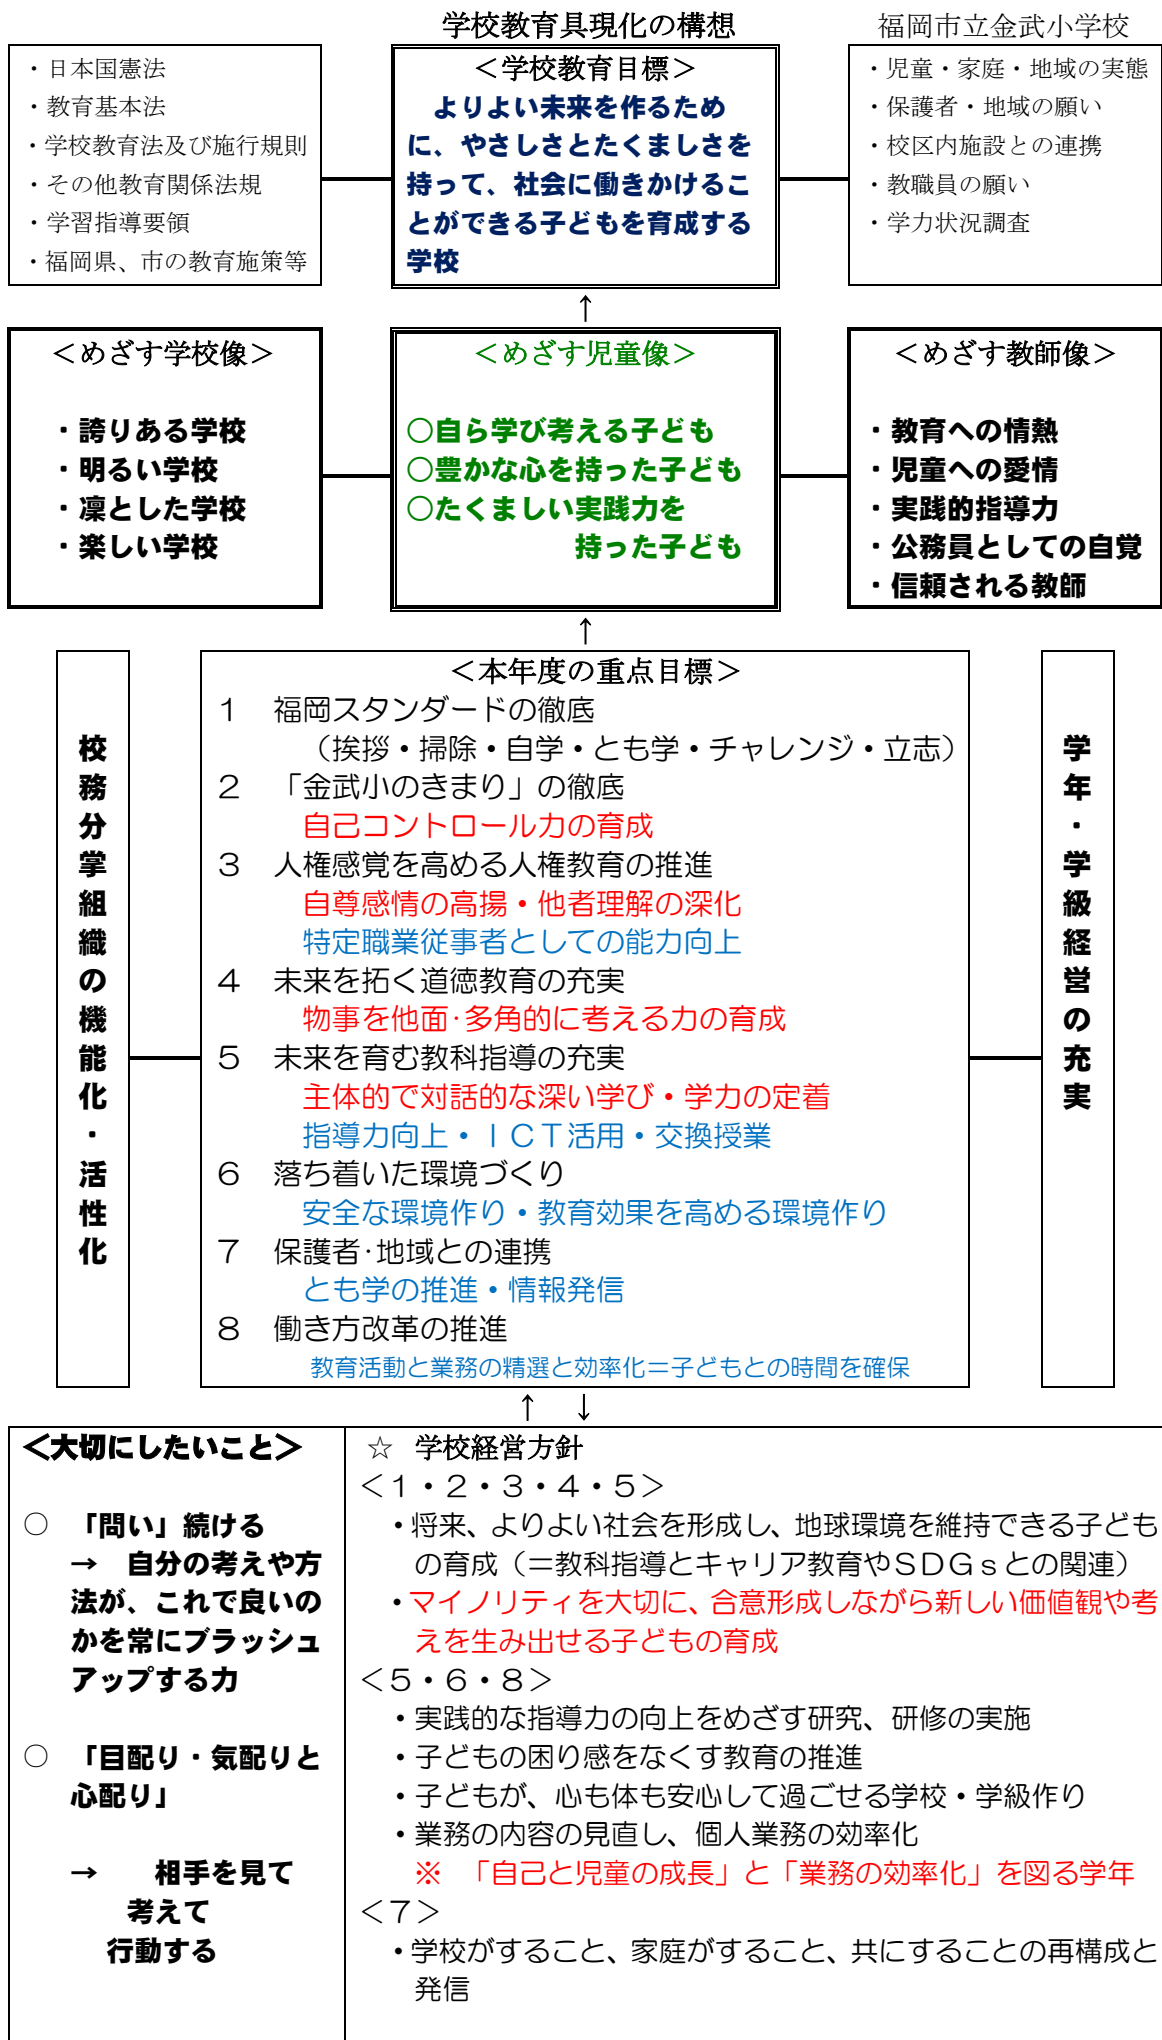 学校教育具現化の構想
福岡市立金武小学校
・日本国憲法
・教育基本法
・学校教育法及び施行規則
・その他教育関係法規
・学習指導要領
・福岡県、市の教育施策等
＜学校教育目標＞
よりよい未来を作るため
に、やさしさとたくましさを
持って、社会に働きかけるこ
とができる子どもを育成する
学校
・児童・家庭・地域の実態
・保護者・地域の願い
・校区内施設との連携
・教職員の願い
・学力状況調査
↑
＜めざす学校像＞
・誇りある学校
・明るい学校
・凜とした学校
・楽しい学校
＜めざす児童像＞
○自ら学び考える子ども
○豊かな心を持った子ども
○たくましい実践力を
持った子ども
＜めざす教師像＞
・教育への情熱
・児童への愛情
・実践的指導力
・公務員としての自覚
・信頼される教師
↑
校務分掌組織の機能化・活性化
＜本年度の重点目標＞
１　福岡スタンダードの徹底
（挨拶・掃除・自学・とも学・チャレンジ・立志）
２　「金武小のきまり」の徹底
自己コントロール力の育成
３　人権感覚を高める人権教育の推進
自尊感情の高揚・他者理解の深化
特定職業従事者としての能力向上
４　未来を拓く道徳教育の充実
物事を他面・多角的に考える力の育成
５　未来を育む教科指導の充実
主体的で対話的な深い学び・学力の定着
指導力向上・ＩＣＴ活用・交換授業
６　落ち着いた環境づくり
安全な環境作り・教育効果を高める環境作り
７　保護者・地域との連携
とも学の推進・情報発信
８　働き方改革の推進
教育活動と業務の精選と効率化＝子どもとの時間を確保
学年・学級経営の充実
↑　↓
＜大切にしたいこと＞
○　「問い」続ける
→　自分の考えや方
法が、これで良いの
かを常にブラッシュ
アップする力
○　「目配り・気配りと
心配り」
→　相手を見て
考えて
行動する
☆　学校経営方針
＜１・２・３・４・５＞
・将来、よりよい社会を形成し、地球環境を維持できる子ども
の育成（＝教科指導とキャリア教育やＳＤＧｓとの関連）
・マイノリティを大切に、合意形成しながら新しい価値観や考
えを生み出せる子どもの育成
＜５・６・８＞
・実践的な指導力の向上をめざす研究、研修の実施
・子どもの困り感をなくす教育の推進
・子どもが、心も体も安心して過ごせる学校・学級作り
・業務の内容の見直し、個人業務の効率化
※　「自己と児童の成長」と「業務の効率化」を図る学年
＜７＞
・学校がすること、家庭がすること、共にすることの再構成と
発信